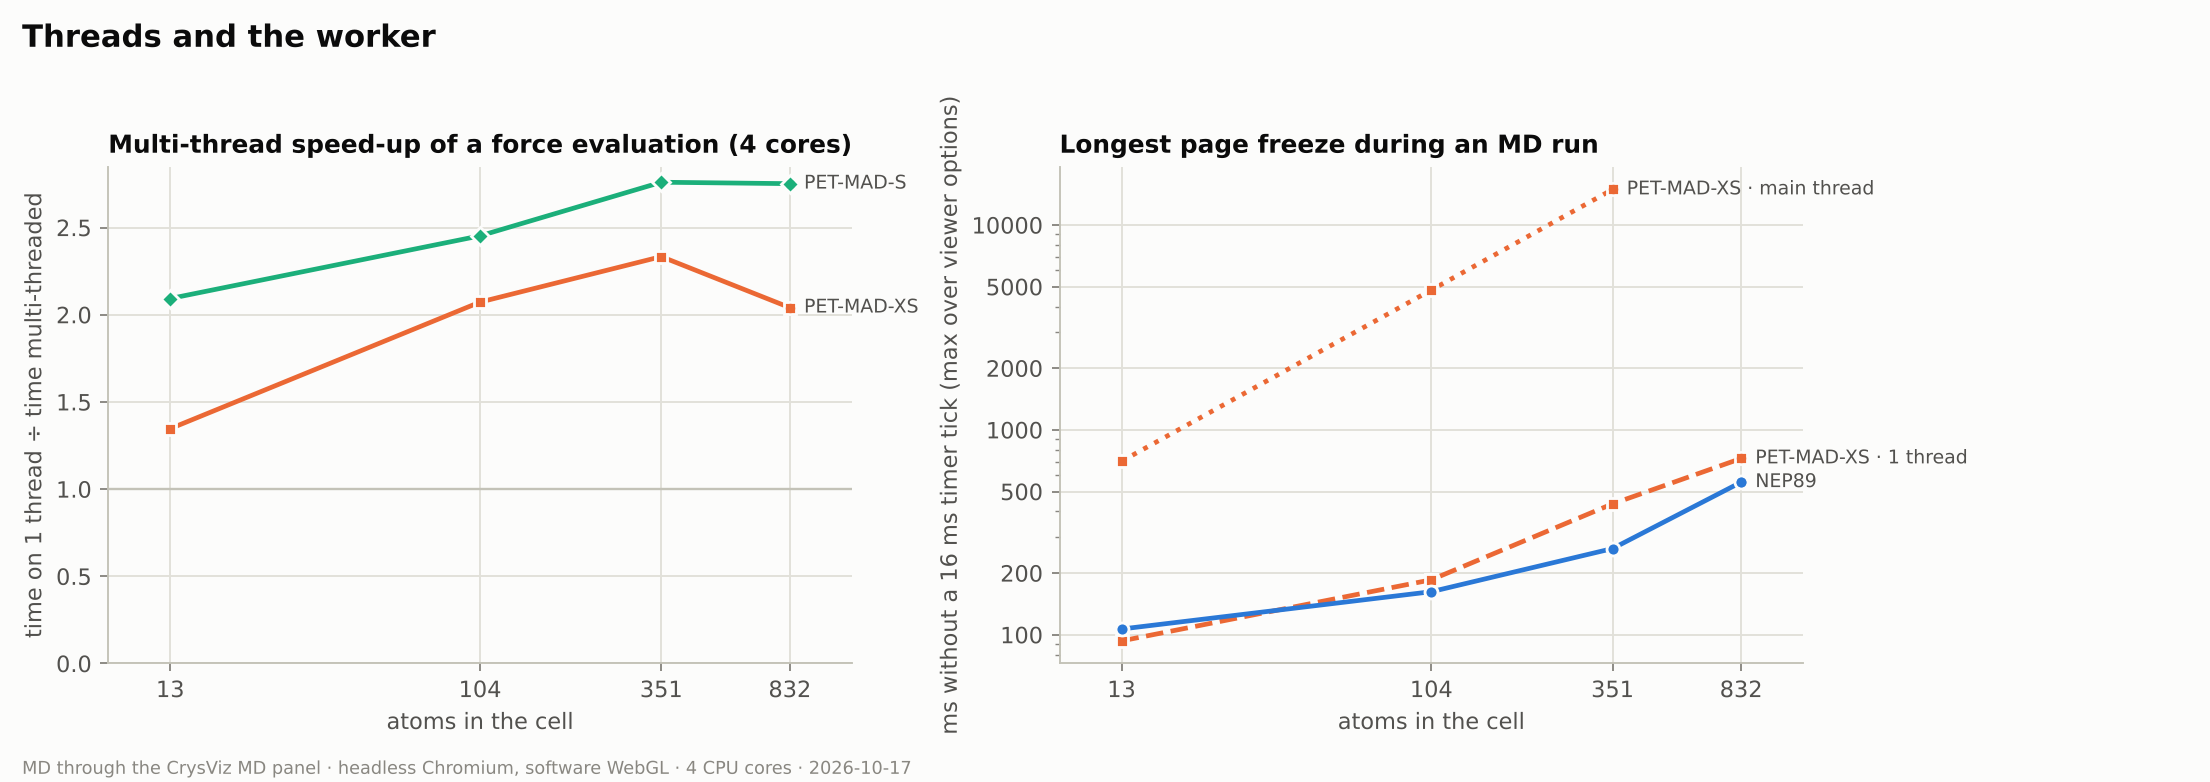 Threads and the worker
Multi-thread speed-up of a force evaluation (4 cores)
time on 1 thread ÷ time multi-threaded
2.5
2.0
1.5
1.0
0.5
0.0
13 104 351 832
atoms in the cell
PET-MAD-S
PET-MAD-XS
Longest page freeze during an MD run
ms without a 16 ms timer tick (max over viewer options)
10000
5000
2000
1000
500
200
100
13 104 351 832
atoms in the cell
PET-MAD-XS · main thread
PET-MAD-XS · 1 thread
NEP89
MD through the CrysViz MD panel · headless Chromium, software WebGL · 4 CPU cores · 2026-10-17